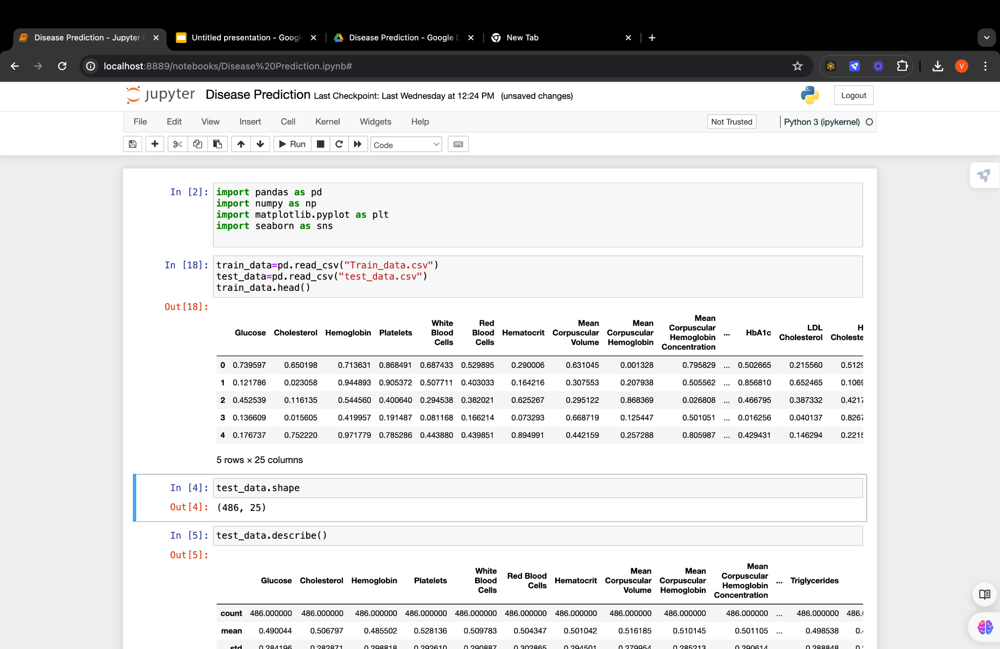 Disease Prediction - Jupyter
Untitled presentation - Googl
Disease Prediction - Google D
New Tab
localhost:8889/notebooks/Disease%20Prediction.ipynb#
V
jupyter Disease Prediction Last Checkpoint: Last Wednesday at 12:24 PM (unsaved changes)
Logout
File Edit View Insert Cell Kernel Widgets Help
Not Trusted
Python 3 (ipykernel)
Run
Code
In [2]: import pandas as pd
import numpy as np
import matplotlib.pyplot as plt
import seaborn as sns
In [18]: train_data=pd.read_csv("Train_data.csv")
test_data=pd.read_csv("test_data.csv")
train_data.head()
Out[18]:
Glucose Cholesterol Hemoglobin Platelets White Blood Cells Red Blood Cells Hematocrit Mean Corpuscular Volume Mean Corpuscular Hemoglobin Mean Corpuscular Hemoglobin Concentration ... HbA1c LDL Cholesterol H Choleste
0 0.739597 0.650198 0.713631 0.868491 0.687433 0.529895 0.290006 0.631045 0.001328 0.795829 ... 0.502665 0.215560 0.5129
1 0.121786 0.023058 0.944893 0.905372 0.507711 0.403033 0.164216 0.307553 0.207938 0.505562 ... 0.856810 0.652465 0.1069
2 0.452539 0.116135 0.544560 0.400640 0.294538 0.382021 0.625267 0.295122 0.868369 0.026808 ... 0.466795 0.387332 0.4217
3 0.136609 0.015605 0.419957 0.191487 0.081168 0.166214 0.073293 0.668719 0.125447 0.501051 ... 0.016256 0.040137 0.8267
4 0.176737 0.752220 0.971779 0.785286 0.443880 0.439851 0.894991 0.442159 0.257288 0.805987 ... 0.429431 0.146294 0.2215
5 rows × 25 columns
In [4]: test_data.shape
Out[4]: (486, 25)
In [5]: test_data.describe()
Out[5]:
Glucose Cholesterol Hemoglobin Platelets White Blood Cells Red Blood Cells Hematocrit Mean Corpuscular Volume Mean Corpuscular Hemoglobin Mean Corpuscular Hemoglobin Concentration ... Triglycerides
count 486.000000 486.000000 486.000000 486.000000 486.000000 486.000000 486.000000 486.000000 486.000000 486.000000 ... 486.000000 486.
mean 0.490044 0.506797 0.485502 0.528136 0.509783 0.504347 0.501042 0.516185 0.510145 0.501105 ... 0.498538 0.
std 0.284196 0.282871 0.298818 0.292610 0.290887 0.302865 0.294501 0.279954 0.285213 0.290614 ... 0.288848 0.